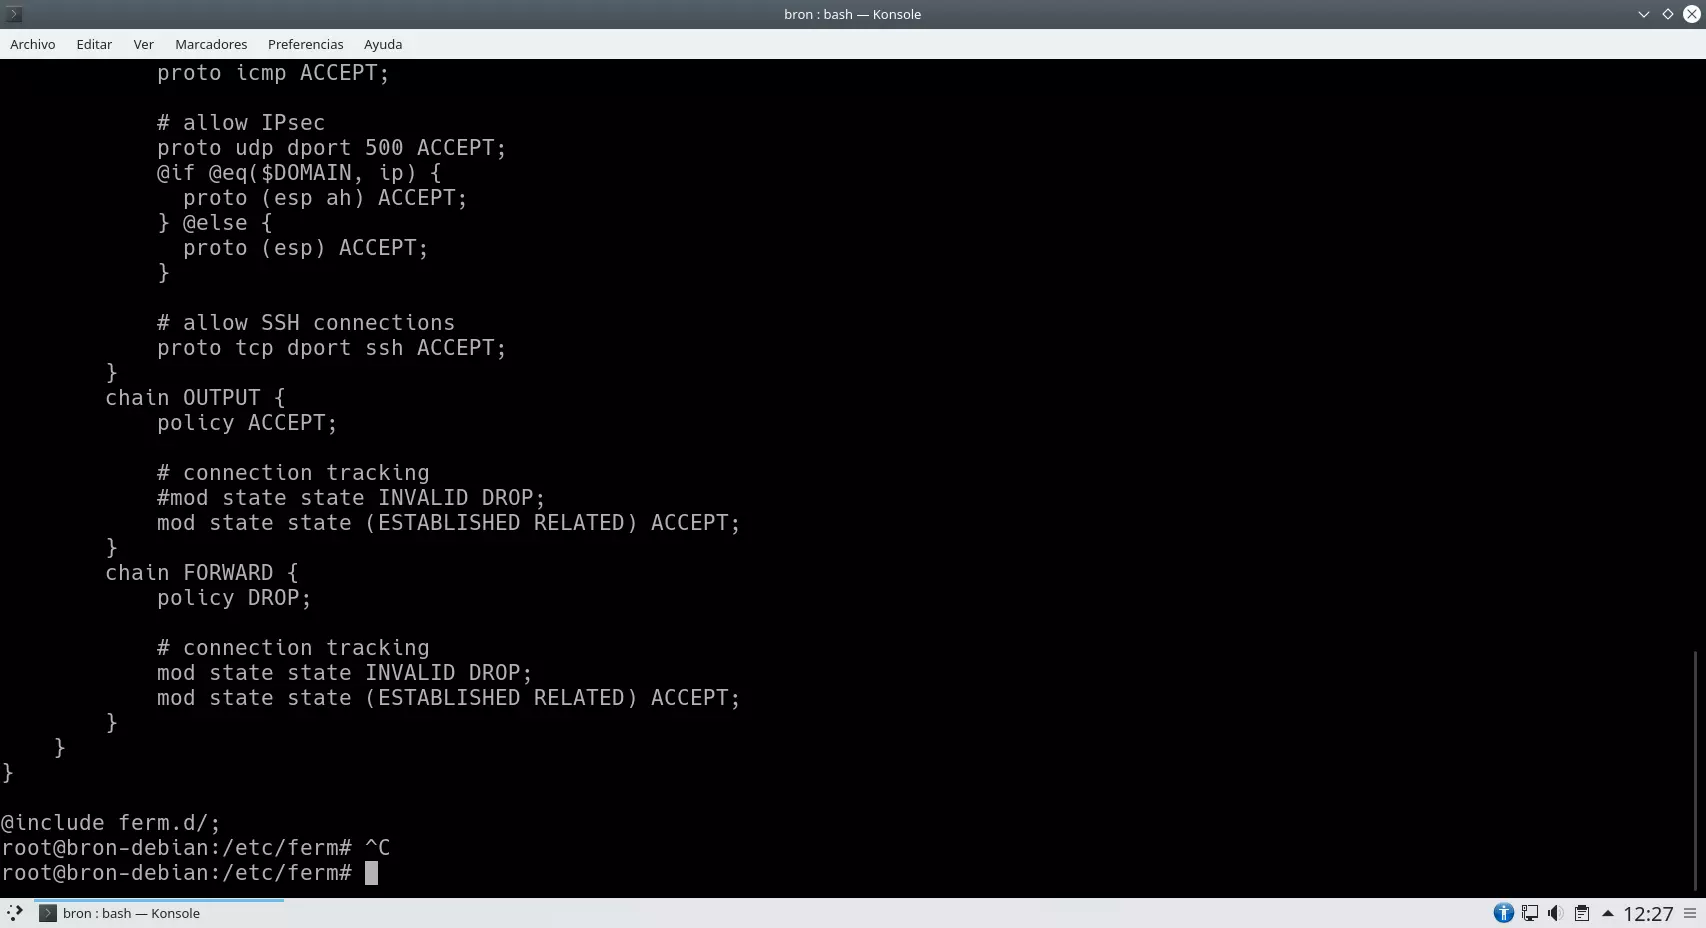 bron : bash — Konsole
Archivo Editar Ver Marcadores Preferencias Ayuda
            proto icmp ACCEPT;

            # allow IPsec
            proto udp dport 500 ACCEPT;
            @if @eq($DOMAIN, ip) {
              proto (esp ah) ACCEPT;
            } @else {
              proto (esp) ACCEPT;
            }

            # allow SSH connections
            proto tcp dport ssh ACCEPT;
        }
        chain OUTPUT {
            policy ACCEPT;

            # connection tracking
            #mod state state INVALID DROP;
            mod state state (ESTABLISHED RELATED) ACCEPT;
        }
        chain FORWARD {
            policy DROP;

            # connection tracking
            mod state state INVALID DROP;
            mod state state (ESTABLISHED RELATED) ACCEPT;
        }
    }
}

@include ferm.d/;
root@bron-debian:/etc/ferm# ^C
root@bron-debian:/etc/ferm#
bron : bash — Konsole
12:27